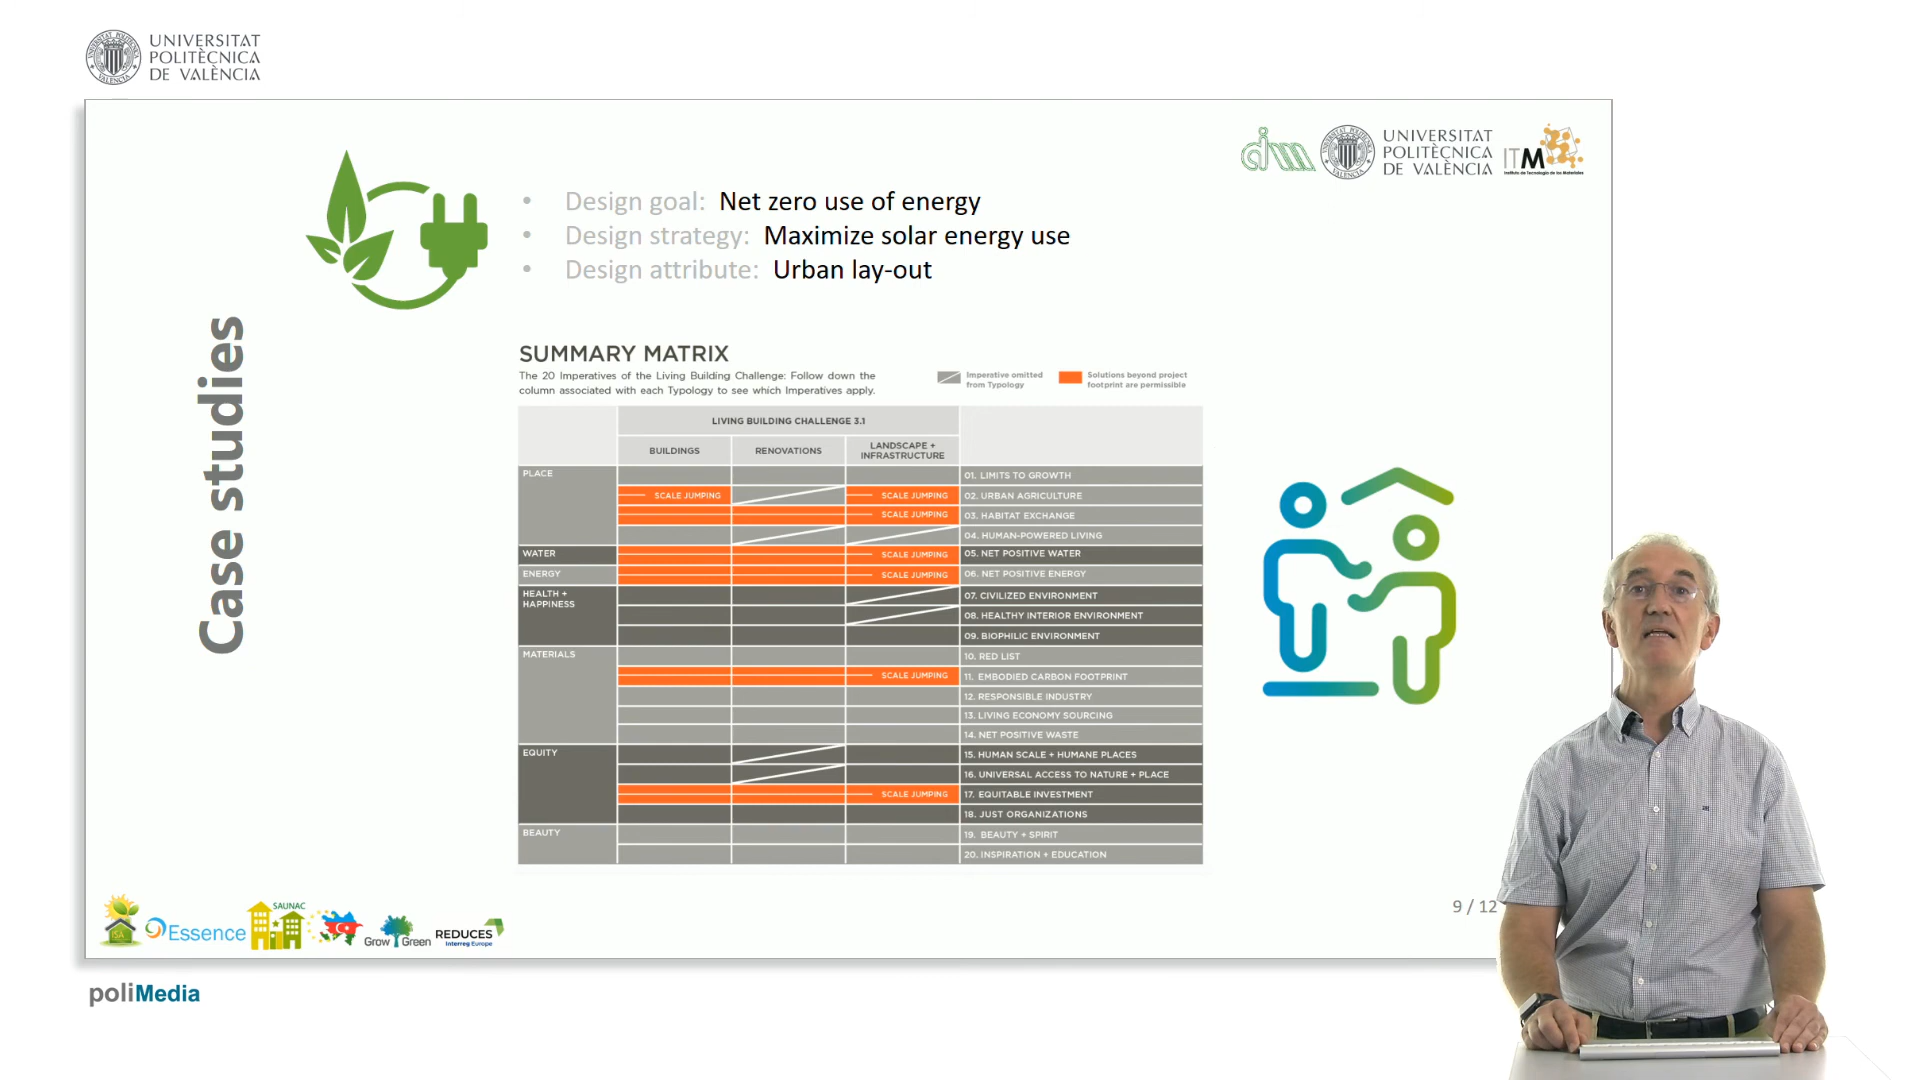 UNIVERSITAT
POLITÈCNICA
DE VALÈNCIA
UNIVERSITAT
POLITÈCNICA
DE VALÈNCIA
ITM
Instituto de Tecnología de los Materiales
• Design goal: Net zero use of energy
• Design strategy: Maximize solar energy use
• Design attribute: Urban lay-out
Case studies
SUMMARY MATRIX
The 20 Imperatives of the Living Building Challenge: Follow down the
column associated with each Typology to see which Imperatives apply.
Imperative omitted
from Typology
Solutions beyond project
footprint are permissible
LIVING BUILDING CHALLENGE 3.1
BUILDINGS
RENOVATIONS
LANDSCAPE +
INFRASTRUCTURE
PLACE
01. LIMITS TO GROWTH
SCALE JUMPING SCALE JUMPING 02. URBAN AGRICULTURE
SCALE JUMPING 03. HABITAT EXCHANGE
04. HUMAN-POWERED LIVING
WATER SCALE JUMPING 05. NET POSITIVE WATER
ENERGY SCALE JUMPING 06. NET POSITIVE ENERGY
HEALTH +
HAPPINESS
07. CIVILIZED ENVIRONMENT
08. HEALTHY INTERIOR ENVIRONMENT
09. BIOPHILIC ENVIRONMENT
MATERIALS
10. RED LIST
SCALE JUMPING 11. EMBODIED CARBON FOOTPRINT
12. RESPONSIBLE INDUSTRY
13. LIVING ECONOMY SOURCING
14. NET POSITIVE WASTE
EQUITY
15. HUMAN SCALE + HUMANE PLACES
16. UNIVERSAL ACCESS TO NATURE + PLACE
SCALE JUMPING 17. EQUITABLE INVESTMENT
18. JUST ORGANIZATIONS
BEAUTY
19. BEAUTY + SPIRIT
20. INSPIRATION + EDUCATION
9 / 12
ISA
Essence
SAUNAC
Grow Green
REDUCES
Interreg Europe
poliMedia